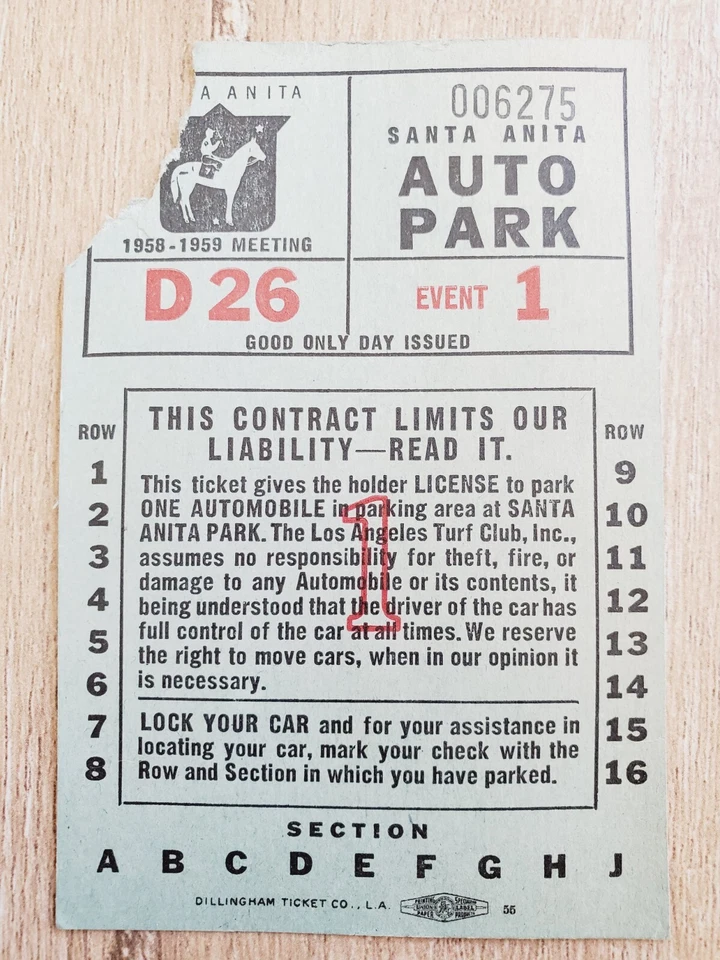 A ANITA
1958-1959 MEETING
D 26
006275
SANTA ANITA
AUTO
PARK
EVENT 1
GOOD ONLY DAY ISSUED
THIS CONTRACT LIMITS OUR
LIABILITY—READ IT.
This ticket gives the holder LICENSE to park
ONE AUTOMOBILE in parking area at SANTA
ANITA PARK. The Los Angeles Turf Club, Inc.,
assumes no responsibility for theft, fire, or
damage to any Automobile or its contents, it
being understood that the driver of the car has
full control of the car at all times. We reserve
the right to move cars, when in our opinion it
is necessary.
1
LOCK YOUR CAR and for your assistance in
locating your car, mark your check with the
Row and Section in which you have parked.
ROW
1
2
3
4
5
6
7
8
ROW
9
10
11
12
13
14
15
16
SECTION
A B C D E F G H J
DILLINGHAM TICKET CO., L.A.
55